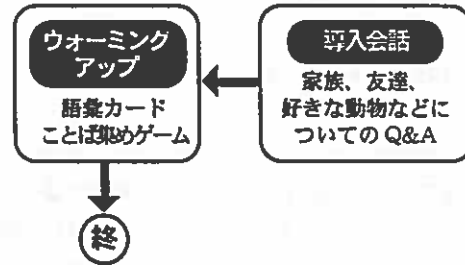 ウォーミング
アップ
語彙カード
ことば集めゲーム
導入会話
家族、友達、
好きな動物などに
ついてのQ&A
終